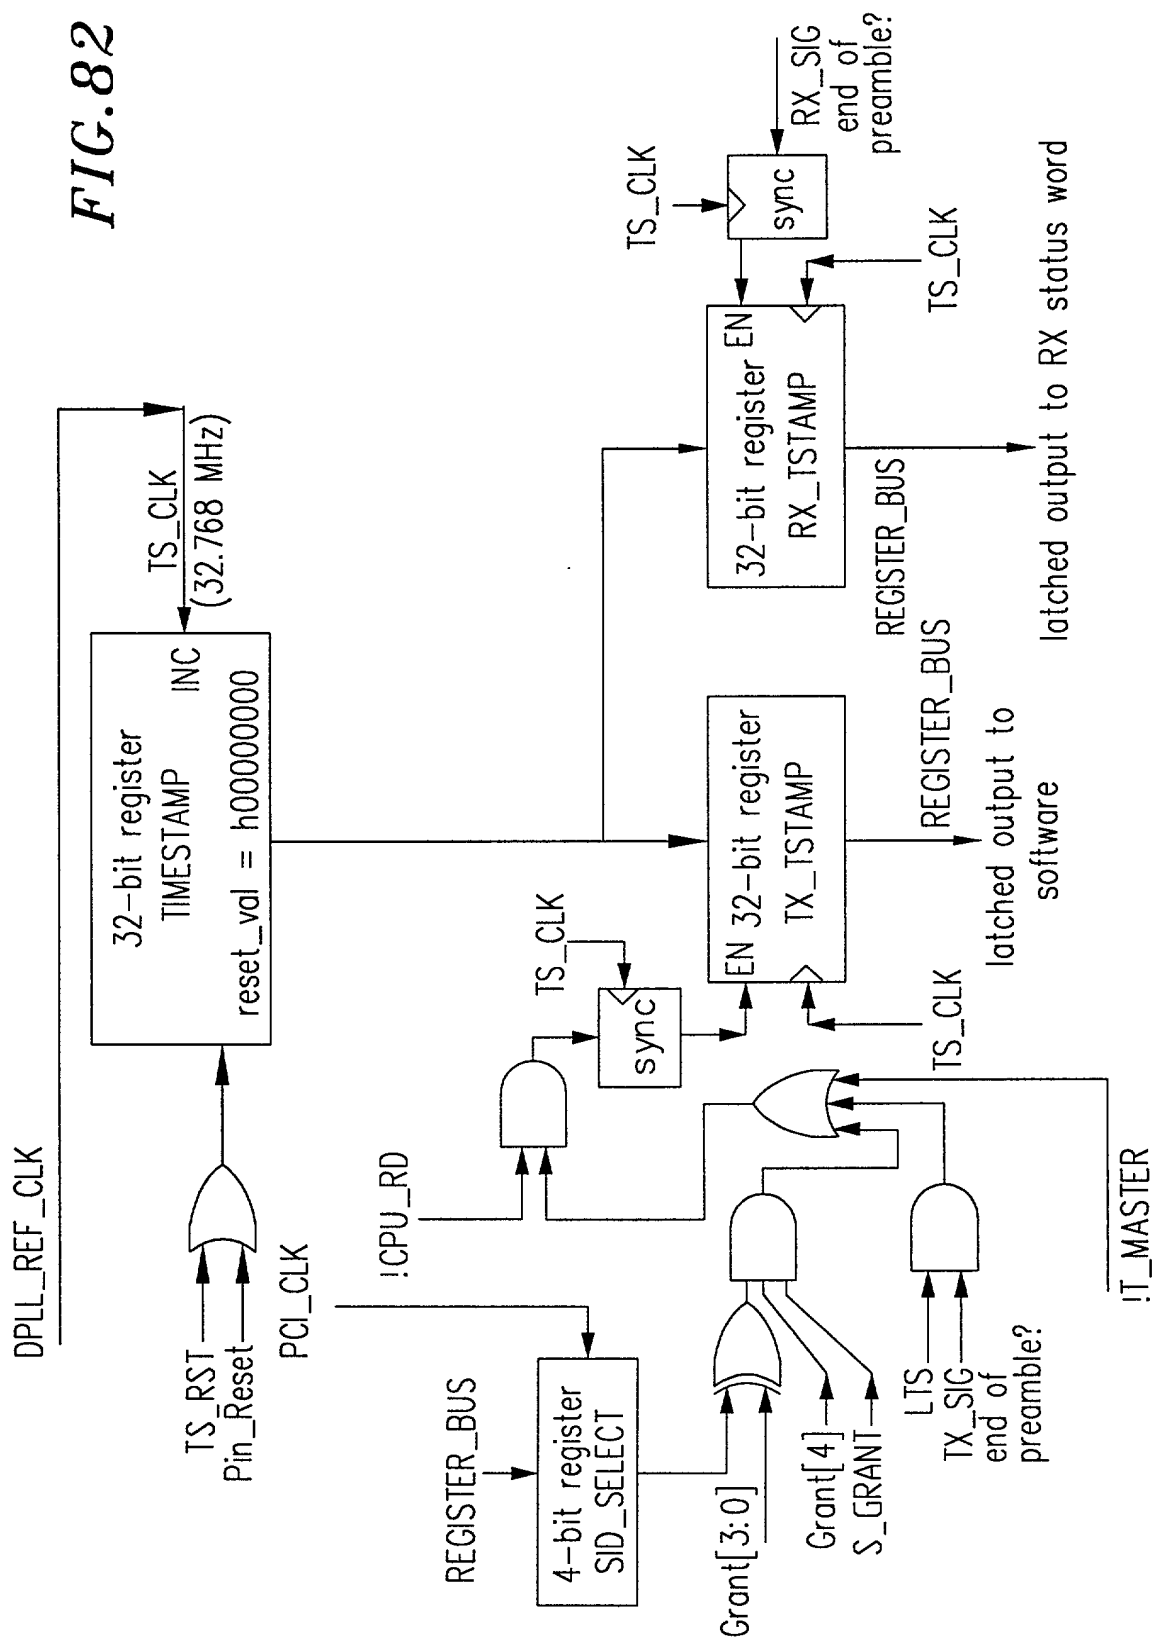 FIG.82
DPLL_REF_CLK
TS_RST
Pin_Reset
32-bit register
TIMESTAMP
INC
reset_val = h00000000
TS_CLK
(32.768 MHz)
PCI_CLK
!CPU_RD
REGISTER_BUS
4-bit register
SID_SELECT
Grant[3:0]
Grant[4]
S_GRANT
LTS
TX_SIG
end of
preamble?
!T_MASTER
TS_CLK
sync
TS_CLK
EN
32-bit register
TX_TSTAMP
REGISTER_BUS
latched output to
software
32-bit register
EN
RX_TSTAMP
REGISTER_BUS
latched output to RX status word
TS_CLK
sync
TS_CLK
RX_SIG
end of
preamble?